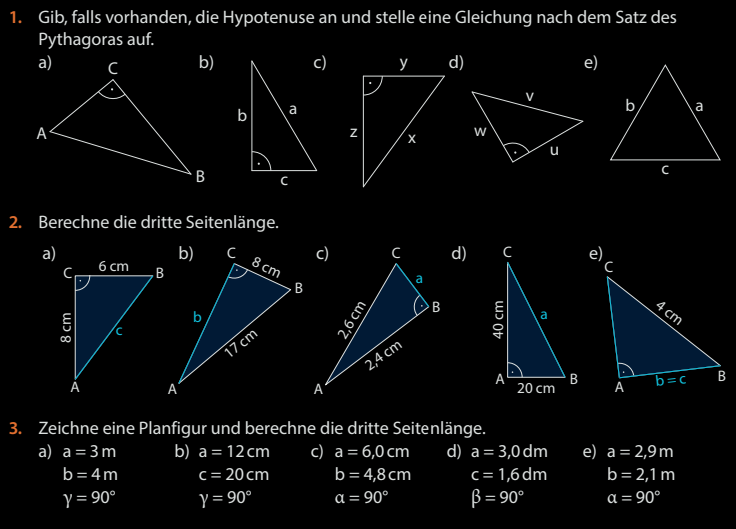 1. Gib, falls vorhanden, die Hypotenuse an und stelle eine Gleichung nach dem Satz des
Pythagoras auf.
a) b) c) d) e)
C
A
B
b
a
c
y
z
x
v
w
u
b
a
c
2. Berechne die dritte Seitenlänge.
a) b) c) d) e)
C 6 cm B
8 cm
c
A
C
8 cm
B
b
17 cm
A
C
a
B
2,6 cm
2,4 cm
A
C
40 cm
a
A
20 cm
B
C
4 cm
A
b = c
B
3. Zeichne eine Planfigur und berechne die dritte Seitenlänge.
a) a = 3 m b) a = 12 cm c) a = 6,0 cm d) a = 3,0 dm e) a = 2,9 m
b = 4 m c = 20 cm b = 4,8 cm c = 1,6 dm b = 2,1 m
γ = 90° γ = 90° α = 90° β = 90° α = 90°